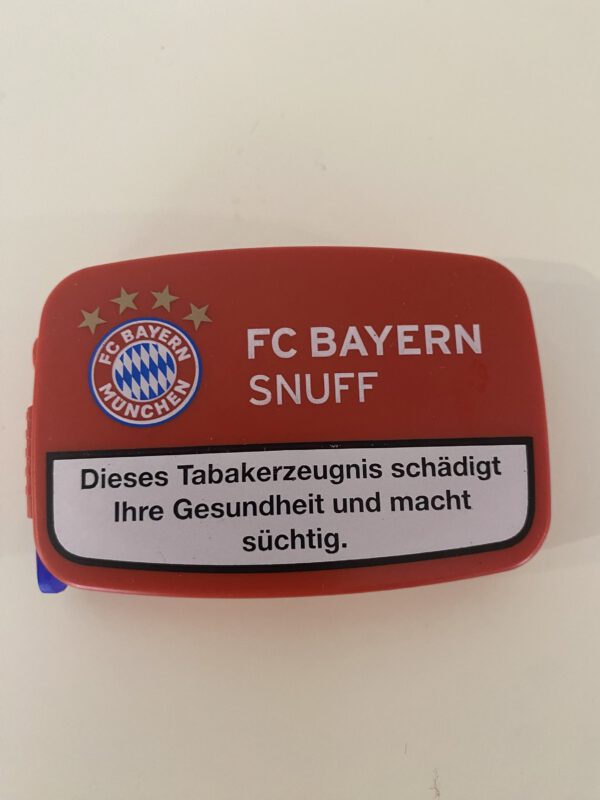 FC BAYERN
MÜNCHEN
FC BAYERN
SNUFF
Dieses Tabakerzeugnis schädigt
Ihre Gesundheit und macht
süchtig.